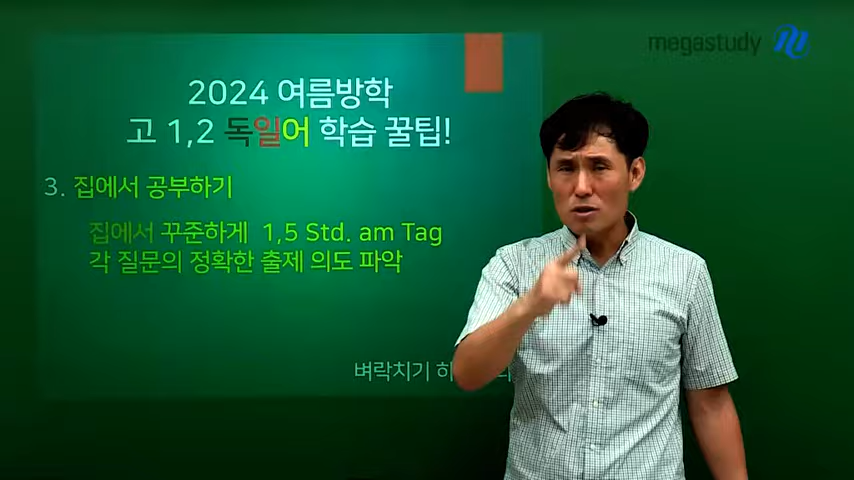 megastudy
2024 여름방학
고 1,2 독일어 학습 꿀팁!
3. 집에서 공부하기
집에서 꾸준하게 1,5 Std. am Tag
각 질문의 정확한 출제 의도 파악
벼락치기